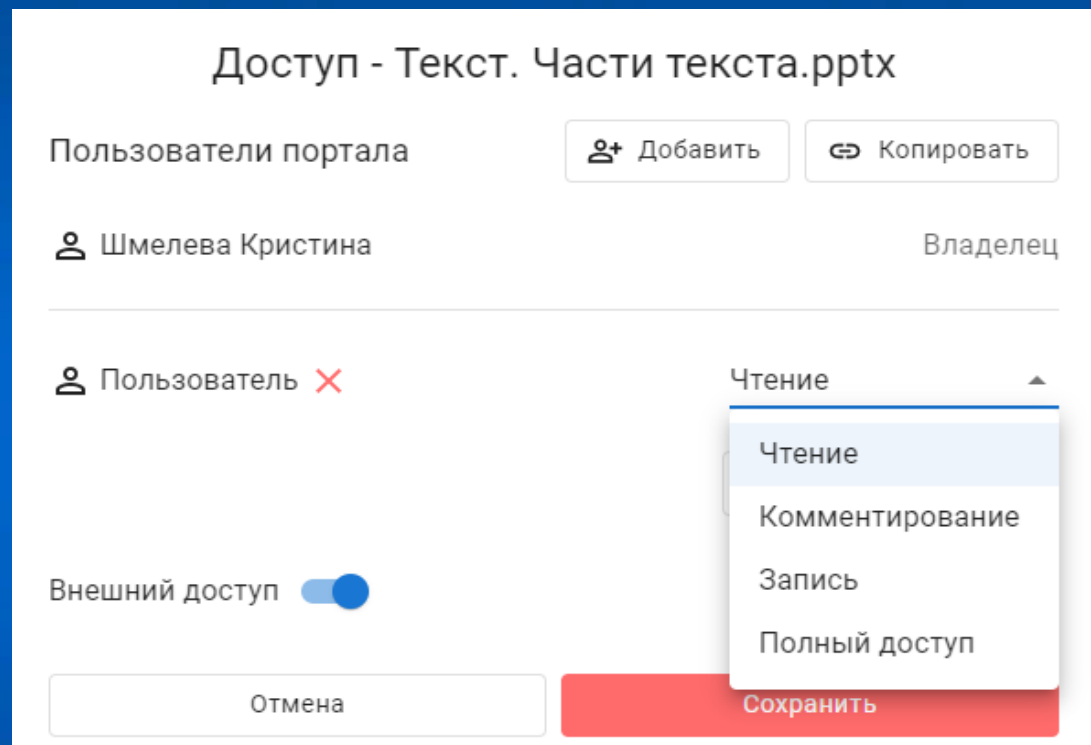 Доступ - Текст. Части текста.pptx
Пользователи портала
Добавить
Копировать
Шмелева Кристина
Владелец
Пользователь
Чтение
Чтение
Комментирование
Запись
Полный доступ
Внешний доступ
Отмена
Сохранить